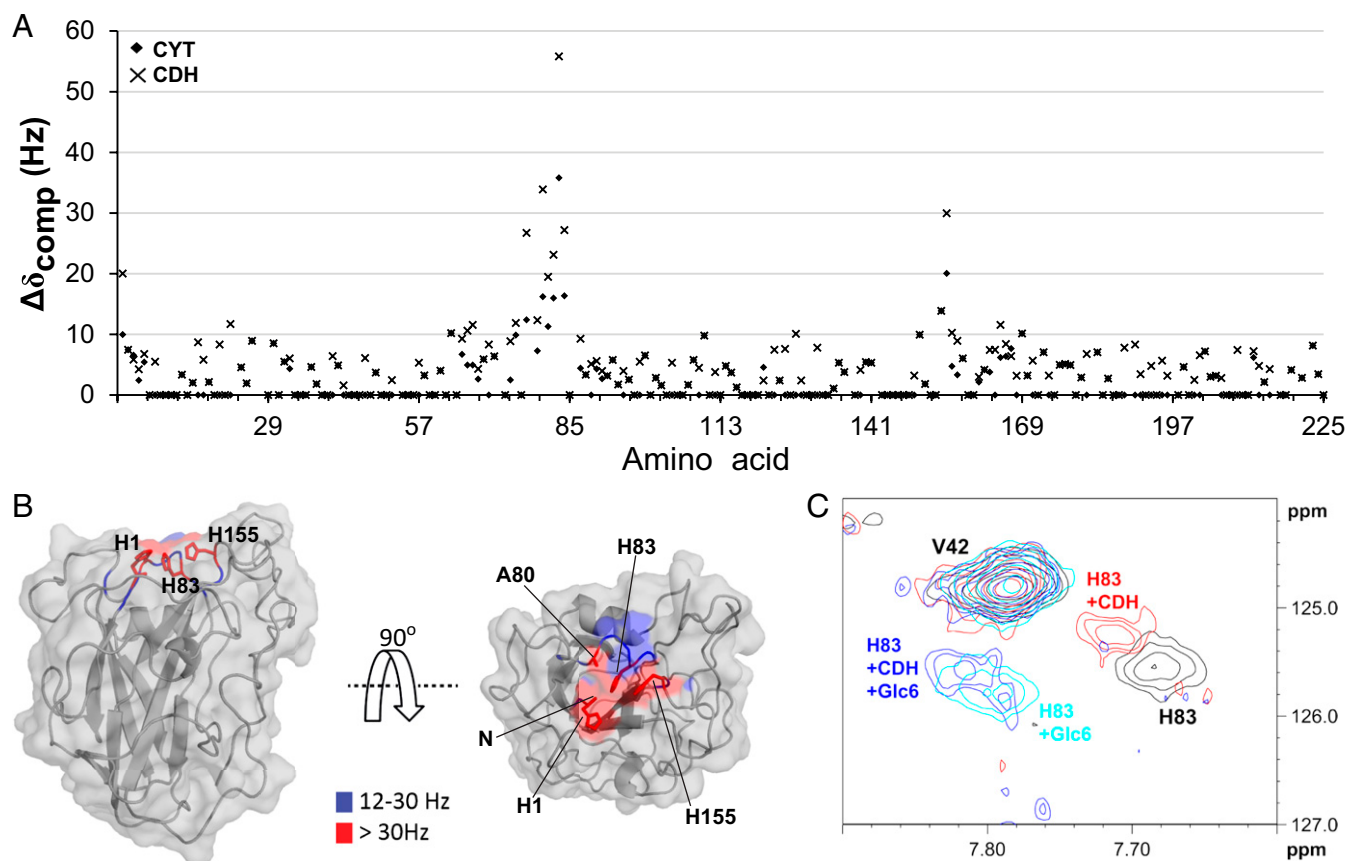 A
60
50
40
30
20
10
0
Δδcomp (Hz)
CYT
CDH
29
57
85
113
141
169
197
225
Amino acid
B
H1
H155
H83
90o
H83
A80
N
H1
H155
12-30 Hz
> 30Hz
C
V42
H83
+CDH
H83
+CDH
+Glc6
H83
+Glc6
H83
ppm
125.0
126.0
127.0
7.80
7.70
ppm